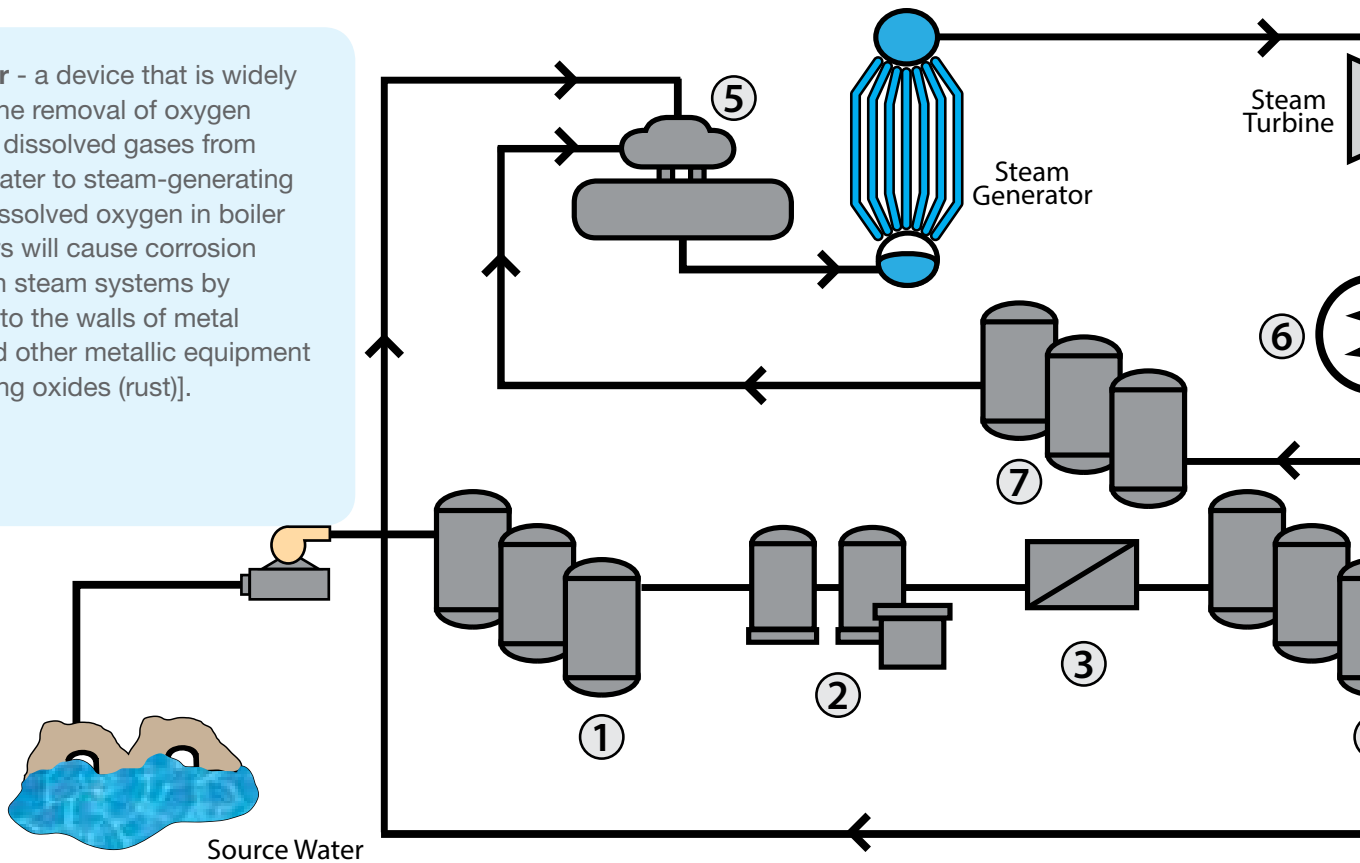 r - a device that is widely
he removal of oxygen
dissolved gases from
ater to steam-generating
ssolved oxygen in boiler
rs will cause corrosion
n steam systems by
to the walls of metal
d other metallic equipment
ng oxides (rust)].
5
Steam
Turbine
Steam
Generator
6
7
3
2
1
Source Water